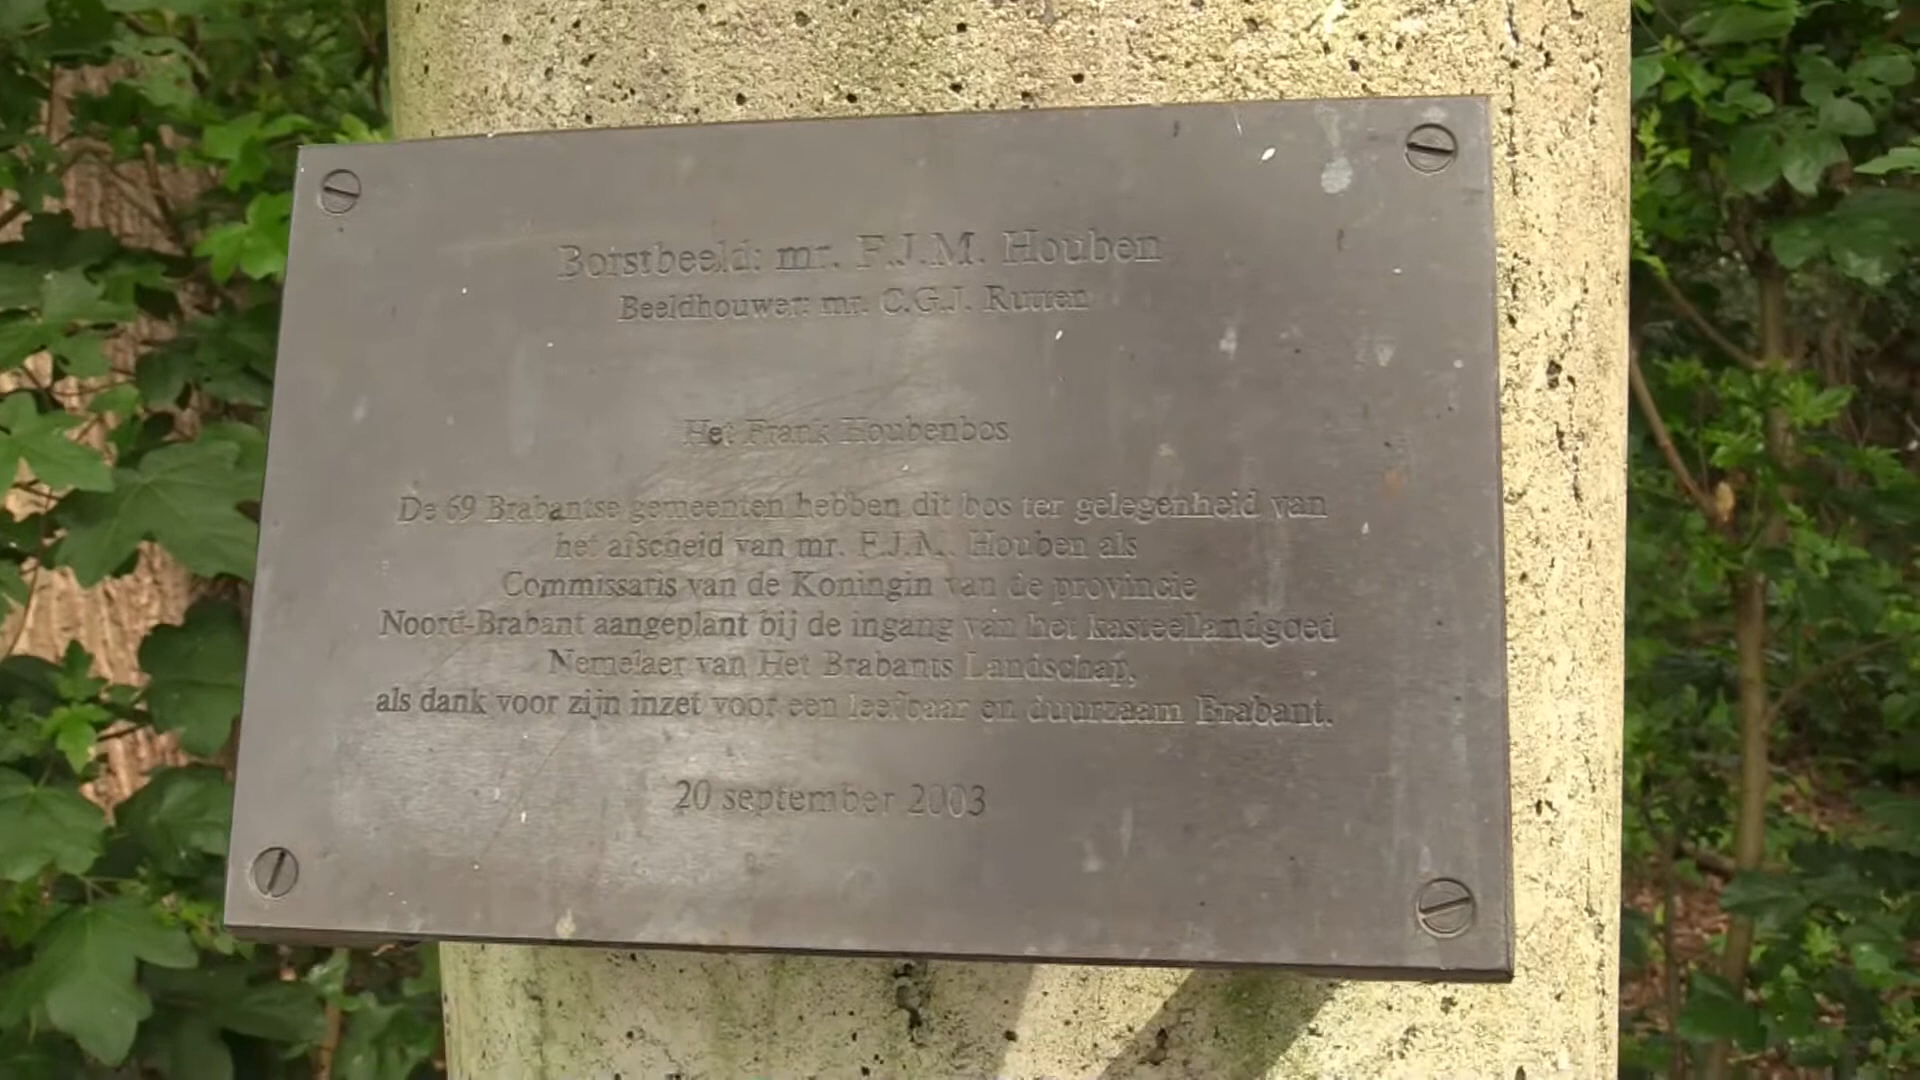 Borstbeeld: mr. F.J.M. Houben
Beeldhouwer: mr. C.G.J. Rutten
Het Frank Houbenbos
De 69 Brabantse gemeenten hebben dit bos ter gelegenheid van
het afscheid van mr. F.J.M. Houben als
Commissaris van de Koningin van de provincie
Noord-Brabant aangeplant bij de ingang van het kasteellandgoed
Nemelaer van Het Brabants Landschap,
als dank voor zijn inzet voor een leefbaar en duurzaam Brabant.
20 september 2003